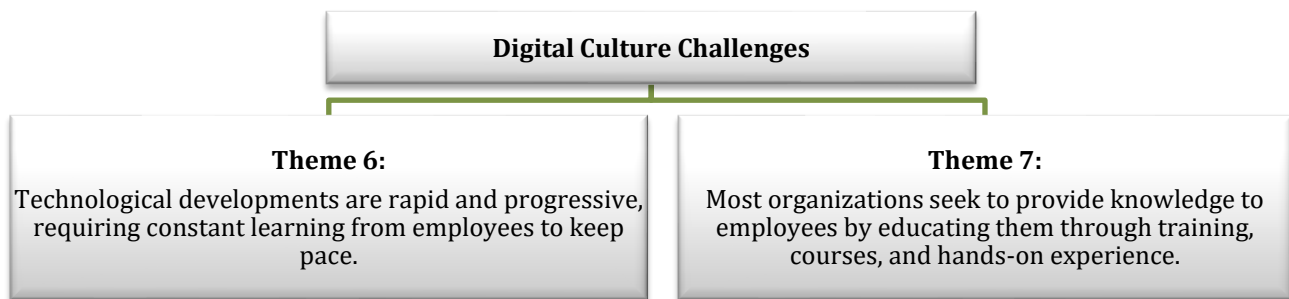 Digital Culture Challenges
Theme 6:
Technological developments are rapid and progressive,
requiring constant learning from employees to keep
pace.
Theme 7:
Most organizations seek to provide knowledge to
employees by educating them through training,
courses, and hands-on experience.